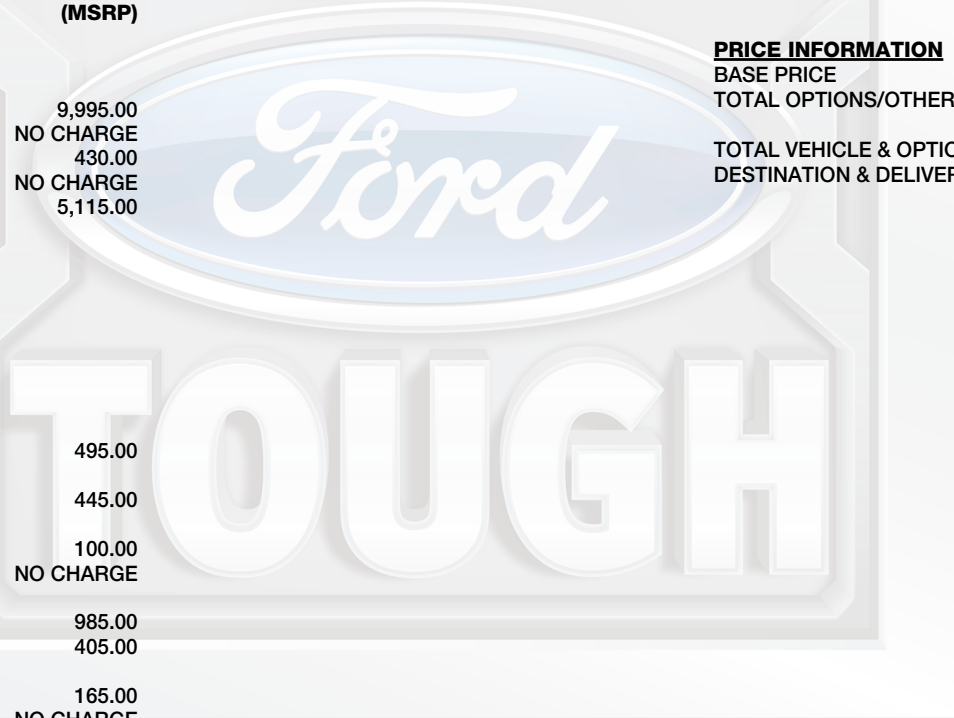 (MSRP)
9,995.00
NO CHARGE
430.00
NO CHARGE
5,115.00
495.00
445.00
100.00
NO CHARGE
985.00
405.00
165.00
NO CHARGE
PRICE INFORMATION
BASE PRICE
TOTAL OPTIONS/OTHER
TOTAL VEHICLE & OPTIO
DESTINATION & DELIVER
Ford
TOUGH